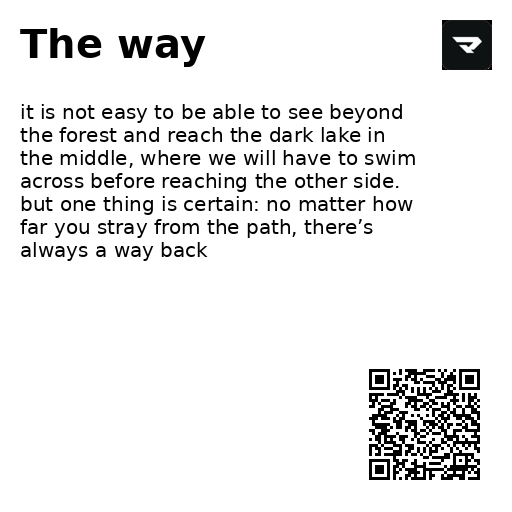 The way
it is not easy to be able to see beyond
the forest and reach the dark lake in
the middle, where we will have to swim
across before reaching the other side.
but one thing is certain: no matter how
far you stray from the path, there’s
always a way back